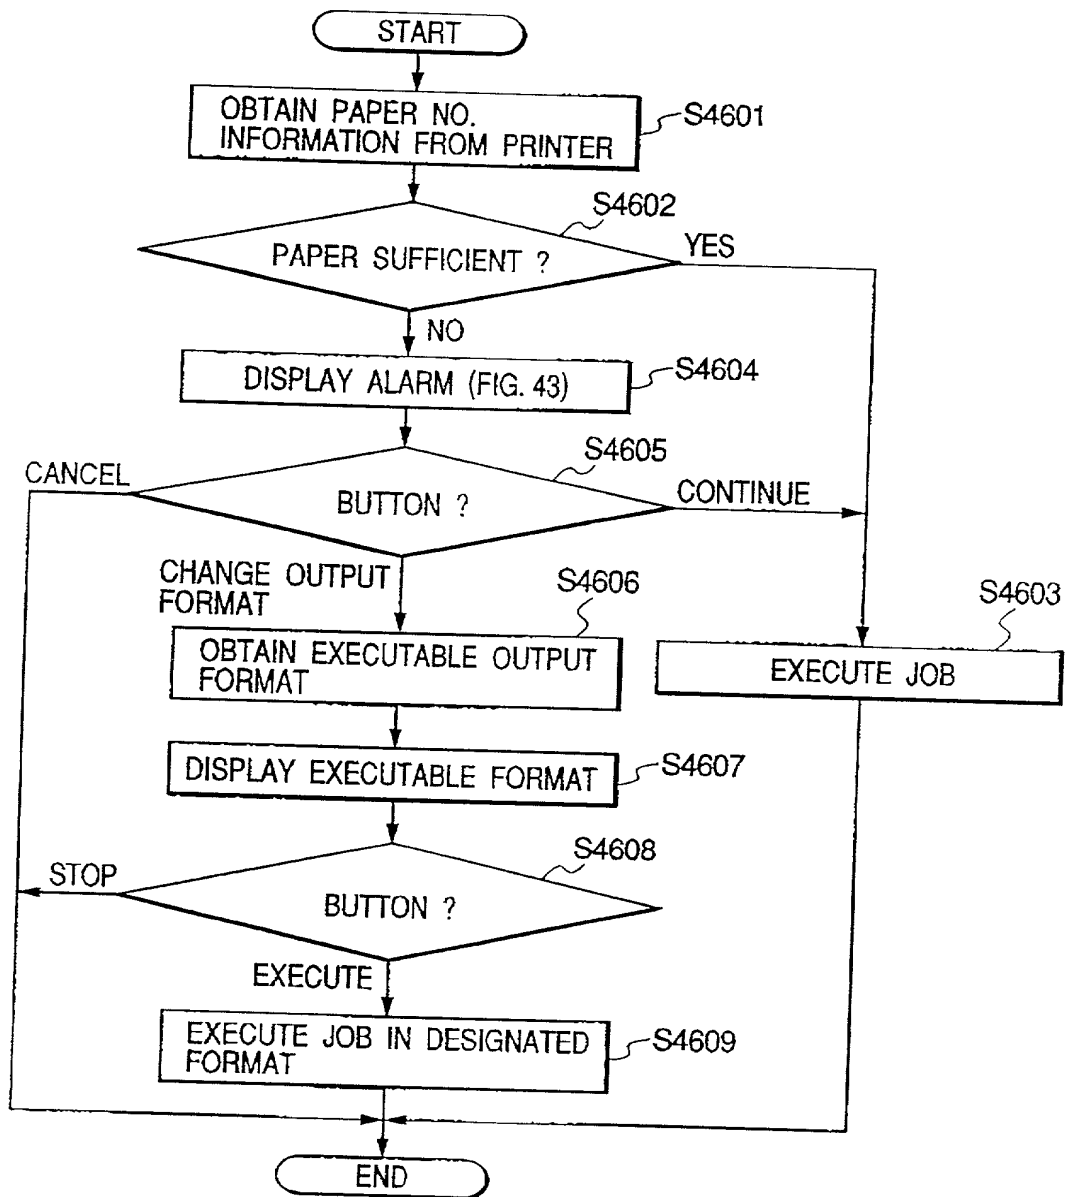 START
OBTAIN PAPER NO.
INFORMATION FROM PRINTER
S4601
S4602
PAPER SUFFICIENT ?
YES
NO
DISPLAY ALARM (FIG. 43)
S4604
S4605
CANCEL
BUTTON ?
CONTINUE
CHANGE OUTPUT
FORMAT
S4606
S4603
OBTAIN EXECUTABLE OUTPUT
FORMAT
EXECUTE JOB
DISPLAY EXECUTABLE FORMAT
S4607
S4608
STOP
BUTTON ?
EXECUTE
EXECUTE JOB IN DESIGNATED
FORMAT
S4609
END